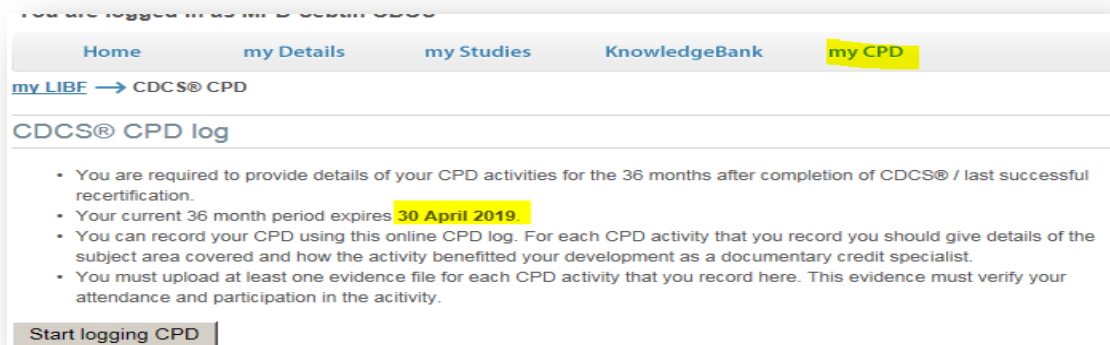 Home my Details my Studies KnowledgeBank my CPD
my LIBF → CDCS® CPD
CDCS® CPD log
• You are required to provide details of your CPD activities for the 36 months after completion of CDCS® / last successful
recertification.
• Your current 36 month period expires 30 April 2019.
• You can record your CPD using this online CPD log. For each CPD activity that you record you should give details of the
subject area covered and how the activity benefitted your development as a documentary credit specialist.
• You must upload at least one evidence file for each CPD activity that you record here. This evidence must verify your
attendance and participation in the acitivity.
Start logging CPD